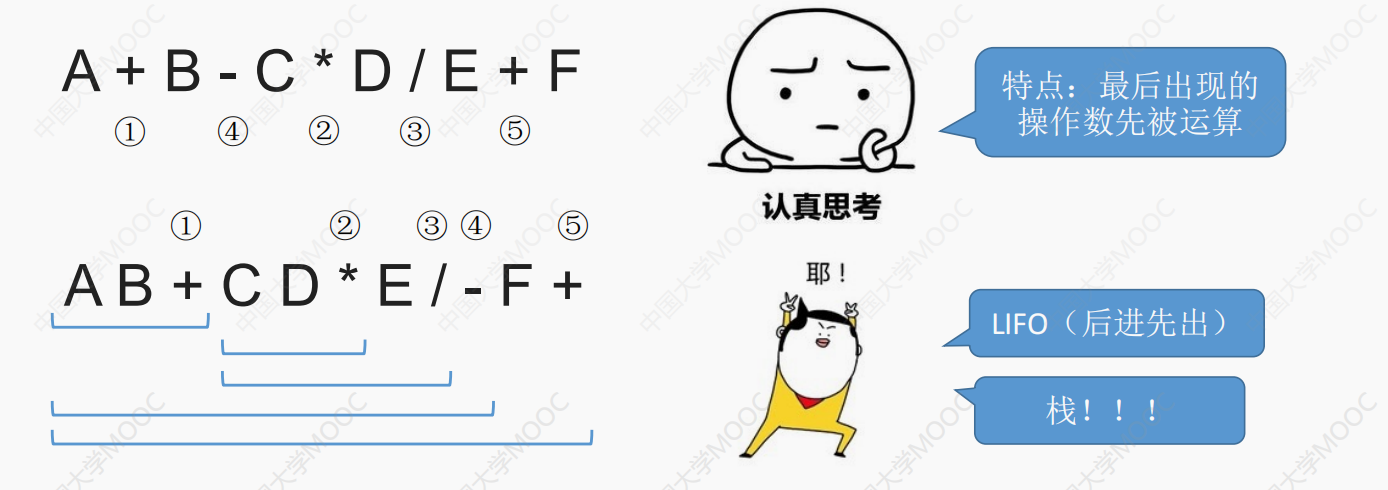 A + B - C * D / E + F
① ④ ② ③ ⑤
① ② ③ ④ ⑤
A B + C D * E / - F +
特点：最后出现的
操作数先被运算
认真思考
耶！
LIFO（后进先出）
栈！！！
中国大学MOOC